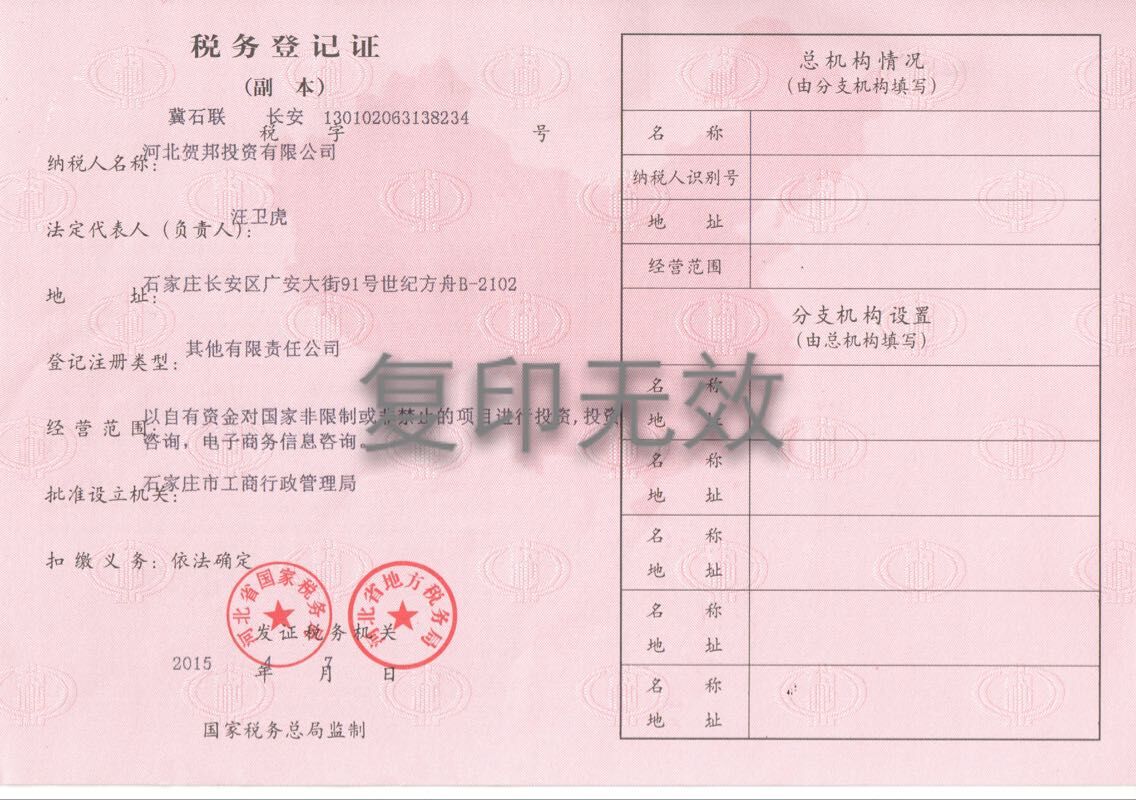 税务登记证
(副 本)
冀石联 长安 130102063138234
税 字 号
纳税人名称: 河北贺邦投资有限公司
法定代表人(负责人): 汪卫虎
地 址: 石家庄长安区广安大街91号世纪方舟B-2102
登记注册类型: 其他有限责任公司
经营范围: 以自有资金对国家非限制或非禁止的项目进行投资,投资
咨询,电子商务信息咨询。
批准设立机关: 石家庄市工商行政管理局
扣缴义务: 依法确定
河北省国家税务局
河北省地方税务局
发证税务机关
2015 年 4 月 7 日
国家税务总局监制
总机构情况
(由分支机构填写)
名 称
纳税人识别号
地 址
经营范围
分支机构设置
(由总机构填写)
名 称
地 址
名 称
地 址
名 称
地 址
名 称
地 址
名 称
地 址
复印无效